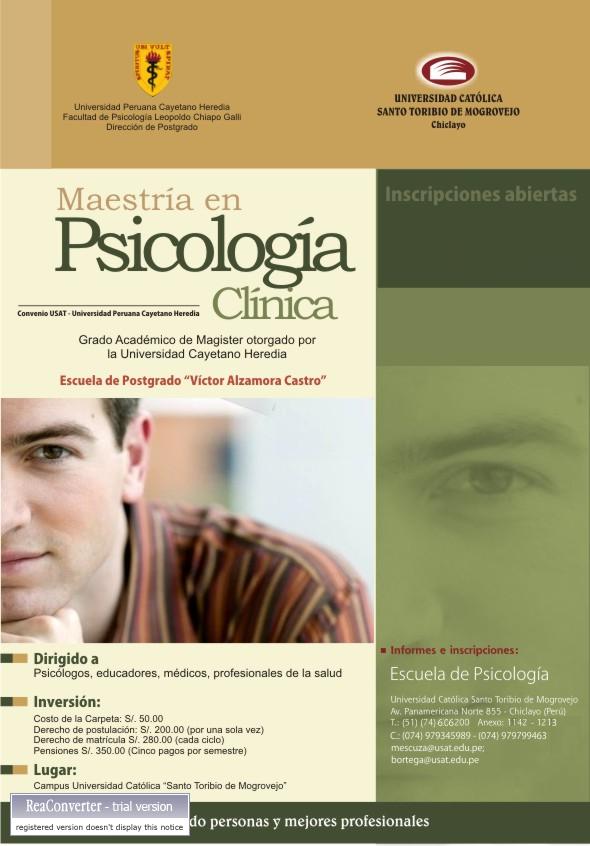 UNI VULT
Universidad Peruana Cayetano Heredia
Facultad de Psicología Leopoldo Chiapo Galli
Dirección de Postgrado
UNIVERSIDAD CATÓLICA
SANTO TORIBIO DE MOGROVEJO
Chiclayo
Inscripciones abiertas
Maestría en
Psicología
Clínica
Convenio USAT - Universidad Peruana Cayetano Heredia
Grado Académico de Magister otorgado por
la Universidad Cayetano Heredia
Escuela de Postgrado “Víctor Alzamora Castro”
Dirigido a
Psicólogos, educadores, médicos, profesionales de la salud
Inversión:
Costo de la Carpeta: S/. 50.00
Derecho de postulación: S/. 200.00 (por una sola vez)
Derecho de matrícula S/. 280.00 (cada ciclo)
Pensiones S/. 350.00 (Cinco pagos por semestre)
Lugar:
Campus Universidad Católica “Santo Toribio de Mogrovejo”
Informes e inscripciones:
Escuela de Psicología
Universidad Católica Santo Toribio de Mogrovejo
Av. Panamericana Norte 855 - Chiclayo (Perú)
T.: (51) (74) 606200 Anexo: 1142 - 1213
C.: (074) 979345989 - (074) 979799463
mescuza@usat.edu.pe;
bortega@usat.edu.pe
ReaConverter - trial version
registered version doesn't display this notice
do personas y mejores profesionales